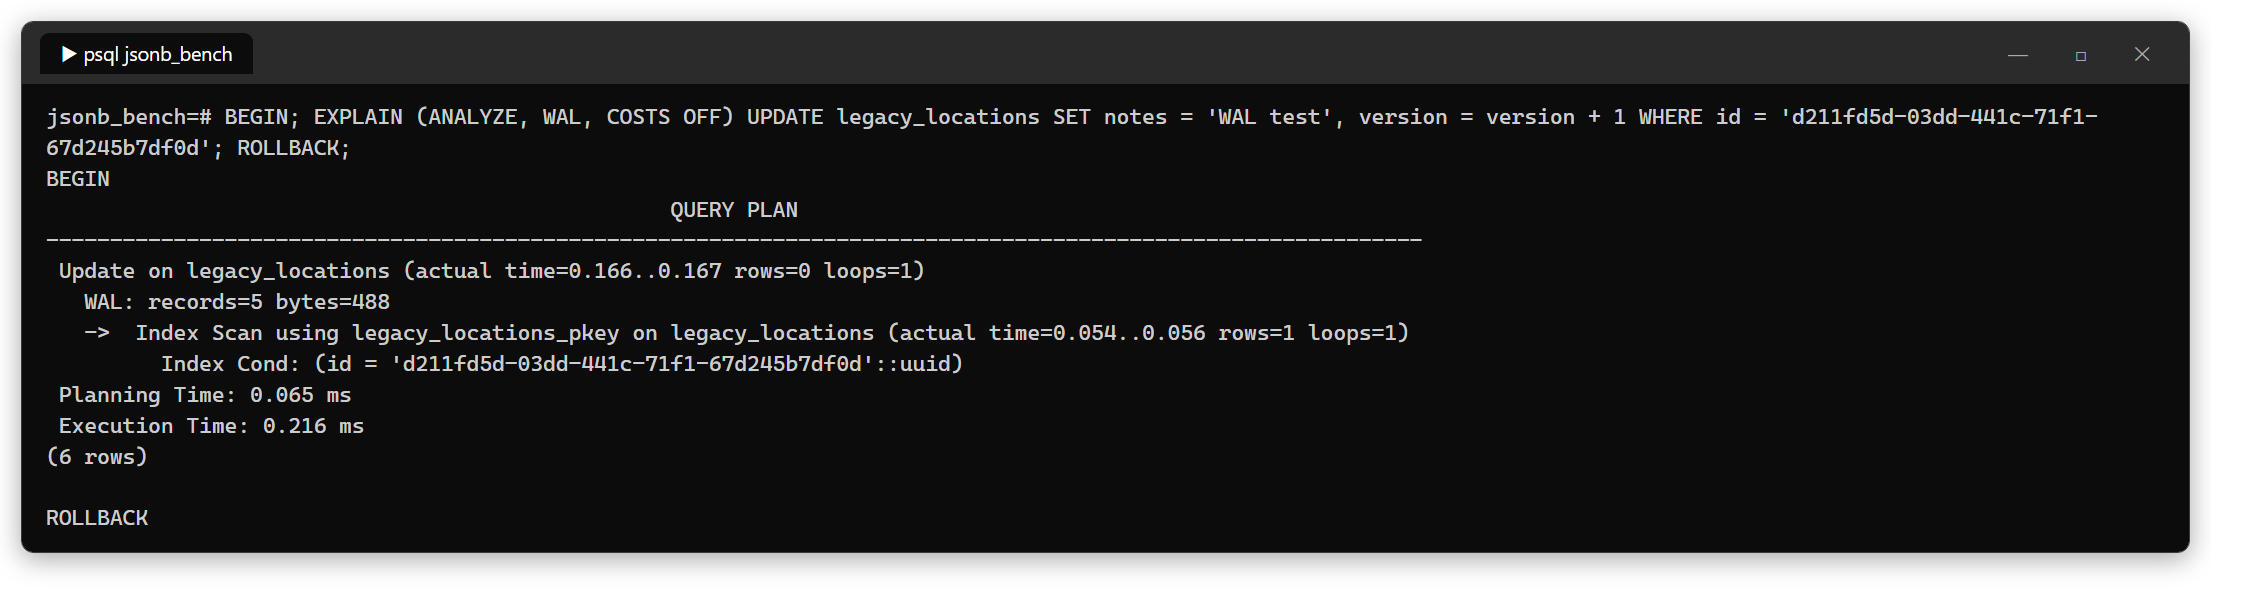 ▶ psql jsonb_bench
jsonb_bench=# BEGIN; EXPLAIN (ANALYZE, WAL, COSTS OFF) UPDATE legacy_locations SET notes = 'WAL test', version = version + 1 WHERE id = 'd211fd5d-03dd-441c-71f1-
67d245b7df0d'; ROLLBACK;
BEGIN
QUERY PLAN
------------------------------------------------------------------------------------------------------------
Update on legacy_locations (actual time=0.166..0.167 rows=0 loops=1)
WAL: records=5 bytes=488
->  Index Scan using legacy_locations_pkey on legacy_locations (actual time=0.054..0.056 rows=1 loops=1)
Index Cond: (id = 'd211fd5d-03dd-441c-71f1-67d245b7df0d'::uuid)
Planning Time: 0.065 ms
Execution Time: 0.216 ms
(6 rows)
ROLLBACK